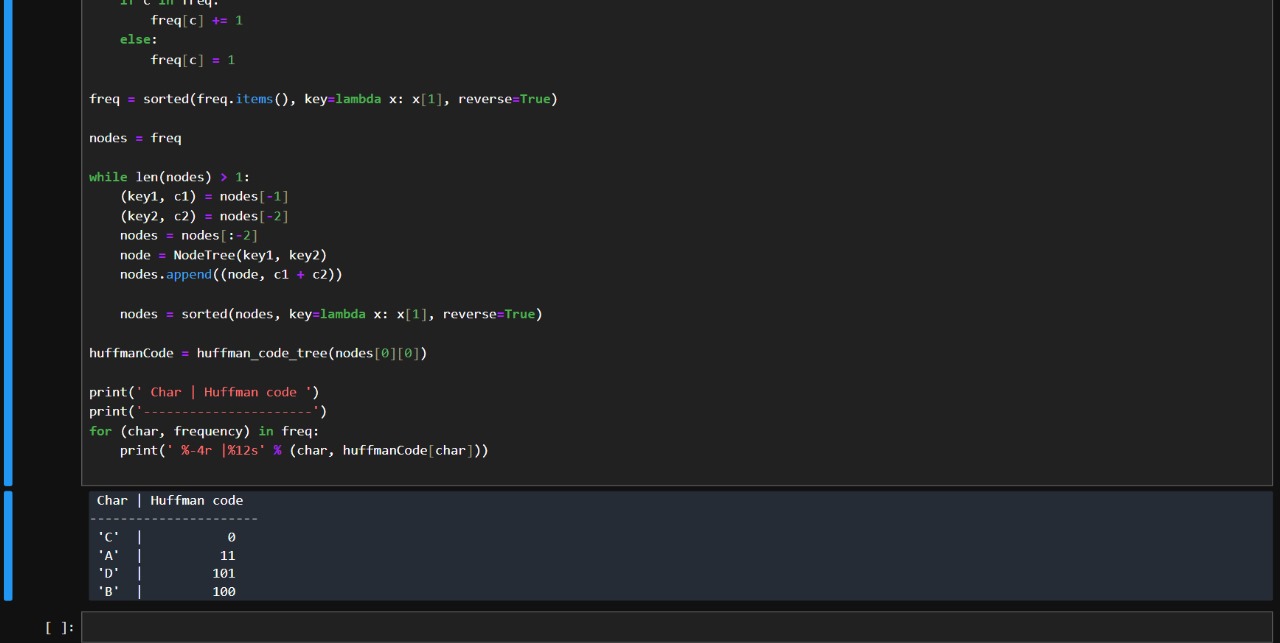 if c in freq:
freq[c] += 1
else:
freq[c] = 1
freq = sorted(freq.items(), key=lambda x: x[1], reverse=True)
nodes = freq
while len(nodes) > 1:
(key1, c1) = nodes[-1]
(key2, c2) = nodes[-2]
nodes = nodes[:-2]
node = NodeTree(key1, key2)
nodes.append((node, c1 + c2))
nodes = sorted(nodes, key=lambda x: x[1], reverse=True)
huffmanCode = huffman_code_tree(nodes[0][0])
print(' Char | Huffman code ')
print('----------------------')
for (char, frequency) in freq:
print(' %-4r |%12s' % (char, huffmanCode[char]))
Char | Huffman code
----------------------
'C' | 0
'A' | 11
'D' | 101
'B' | 100
[ ]: